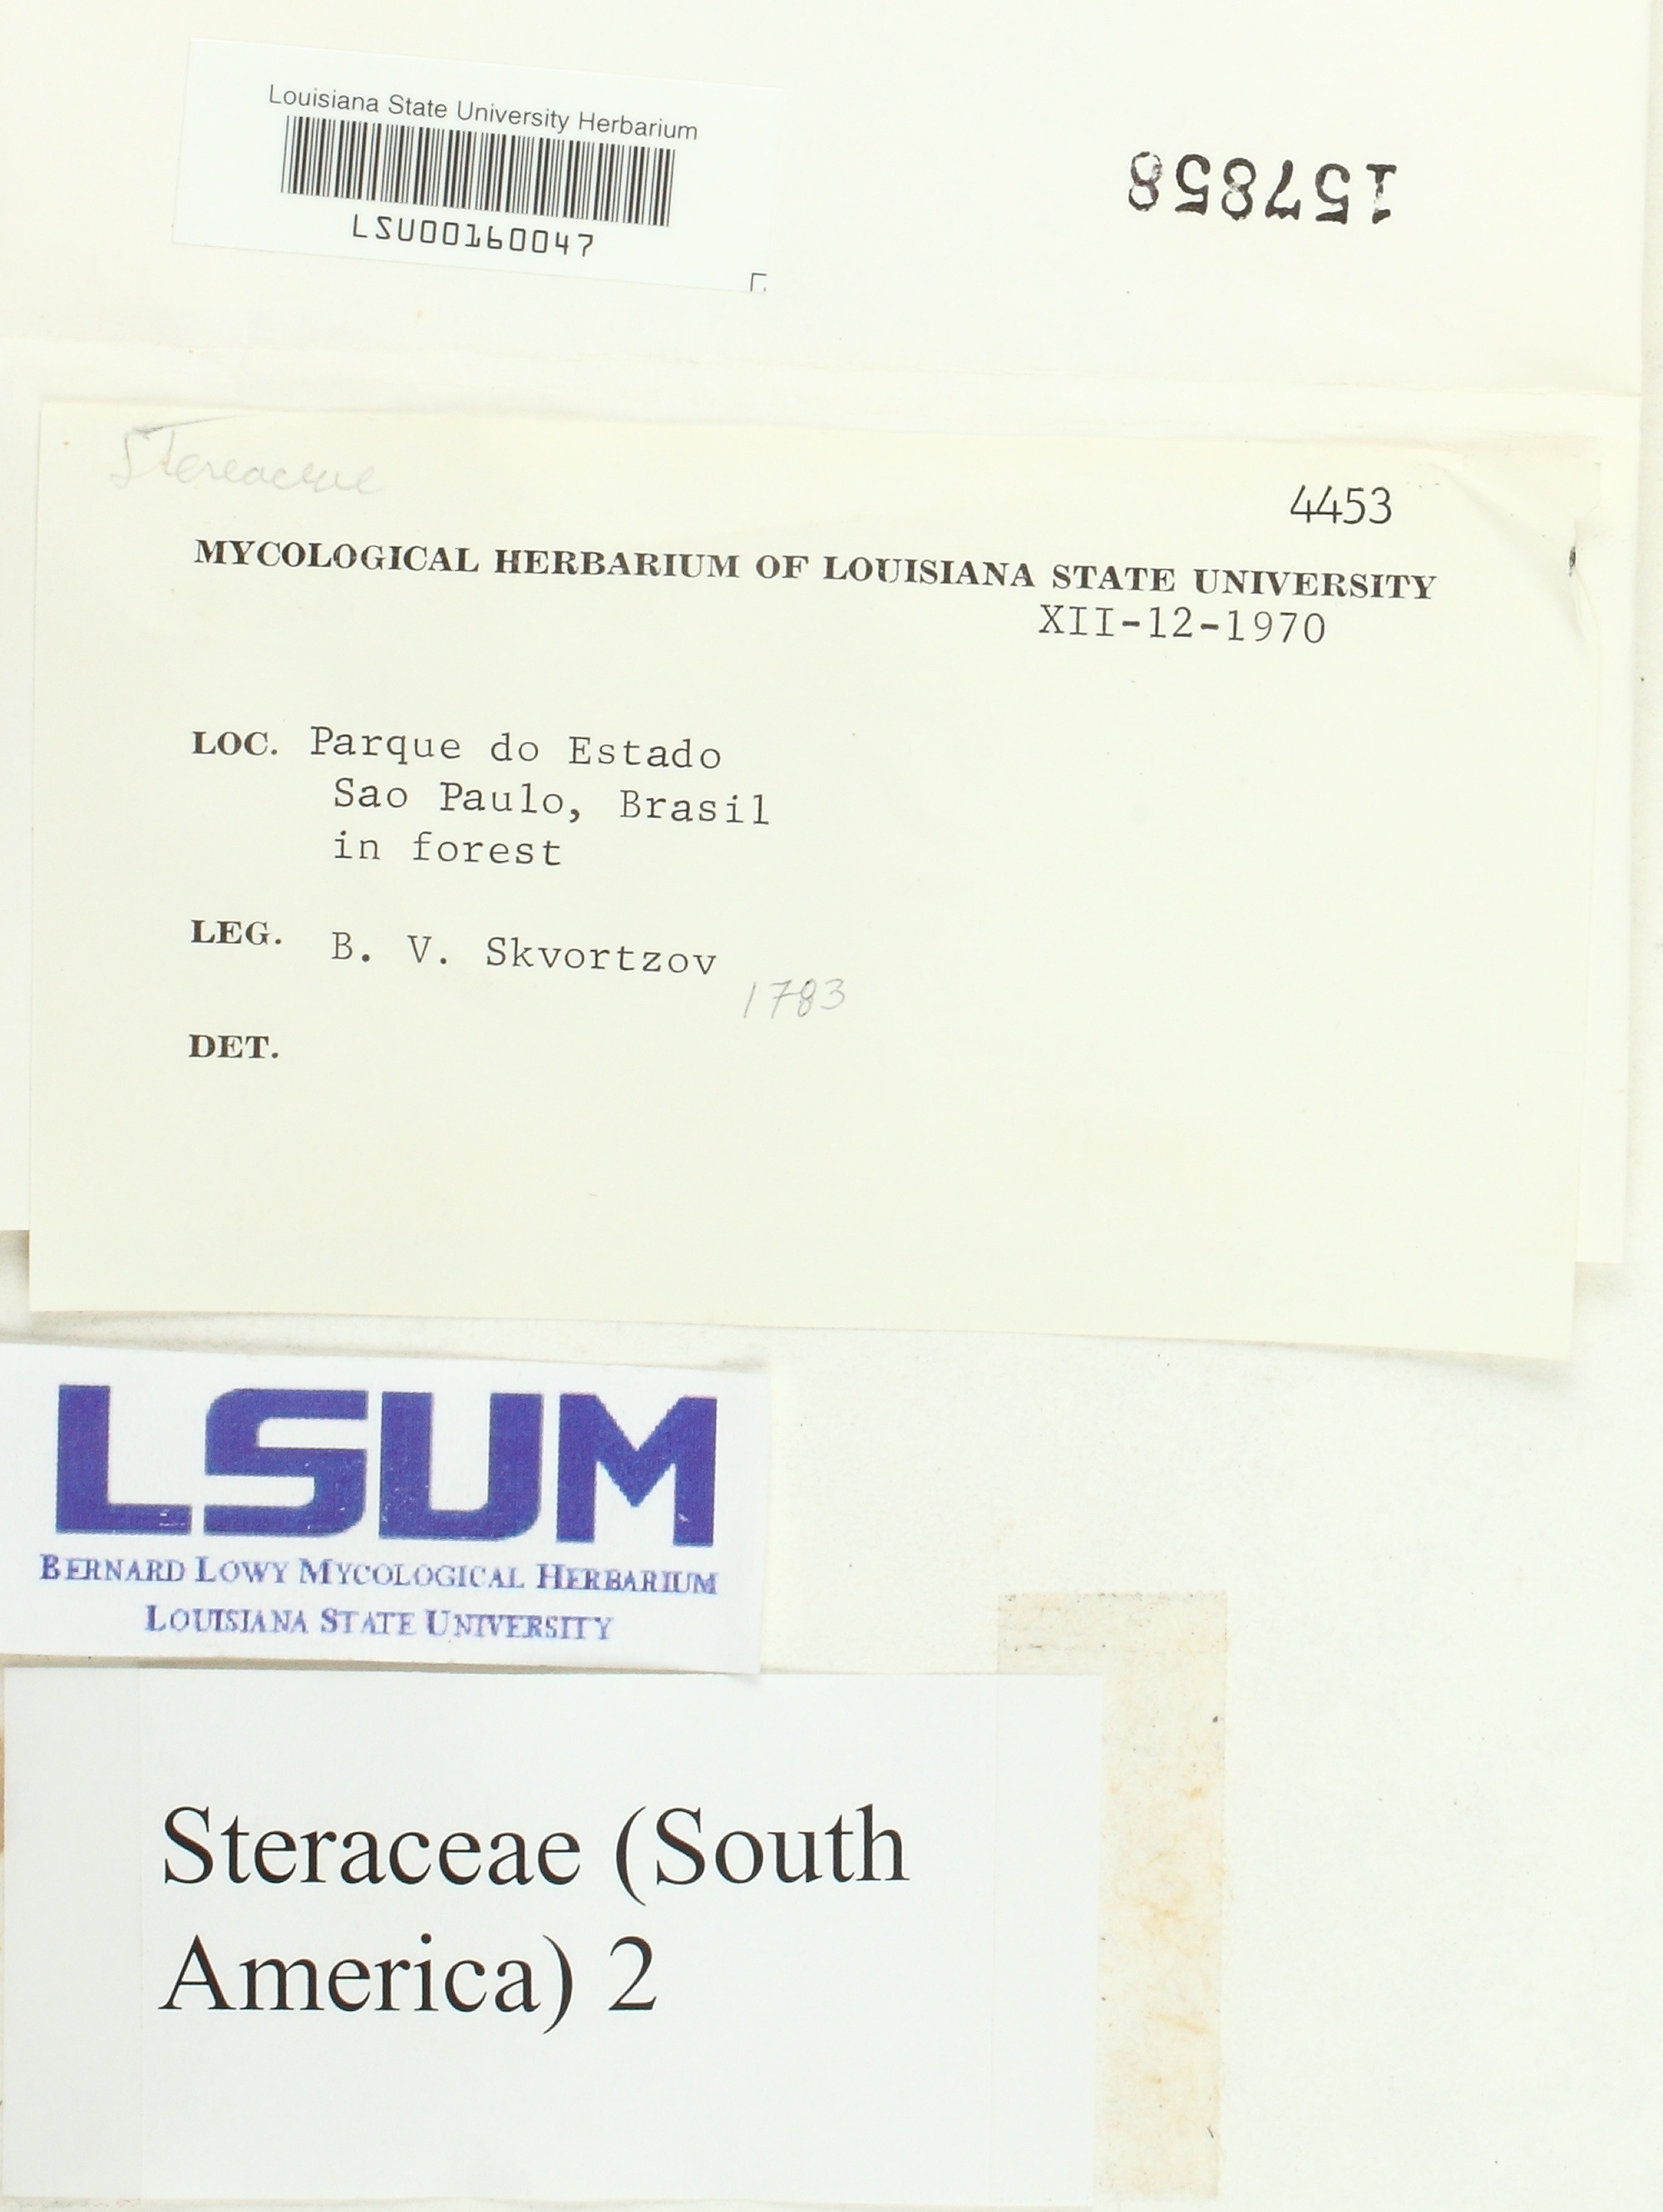 Louisiana State University Herbarium
LSU00160047
157858
Stereaceae
4453
MYCOLOGICAL HERBARIUM OF LOUISIANA STATE UNIVERSITY
XII-12-1970
LOC. Parque do Estado
Sao Paulo, Brasil
in forest
LEG. B. V. Skvortzov
1783
DET.
LSUM
BERNARD LOWY MYCOLOGICAL HERBARIUM
LOUISIANA STATE UNIVERSITY
Steraceae (South
America) 2